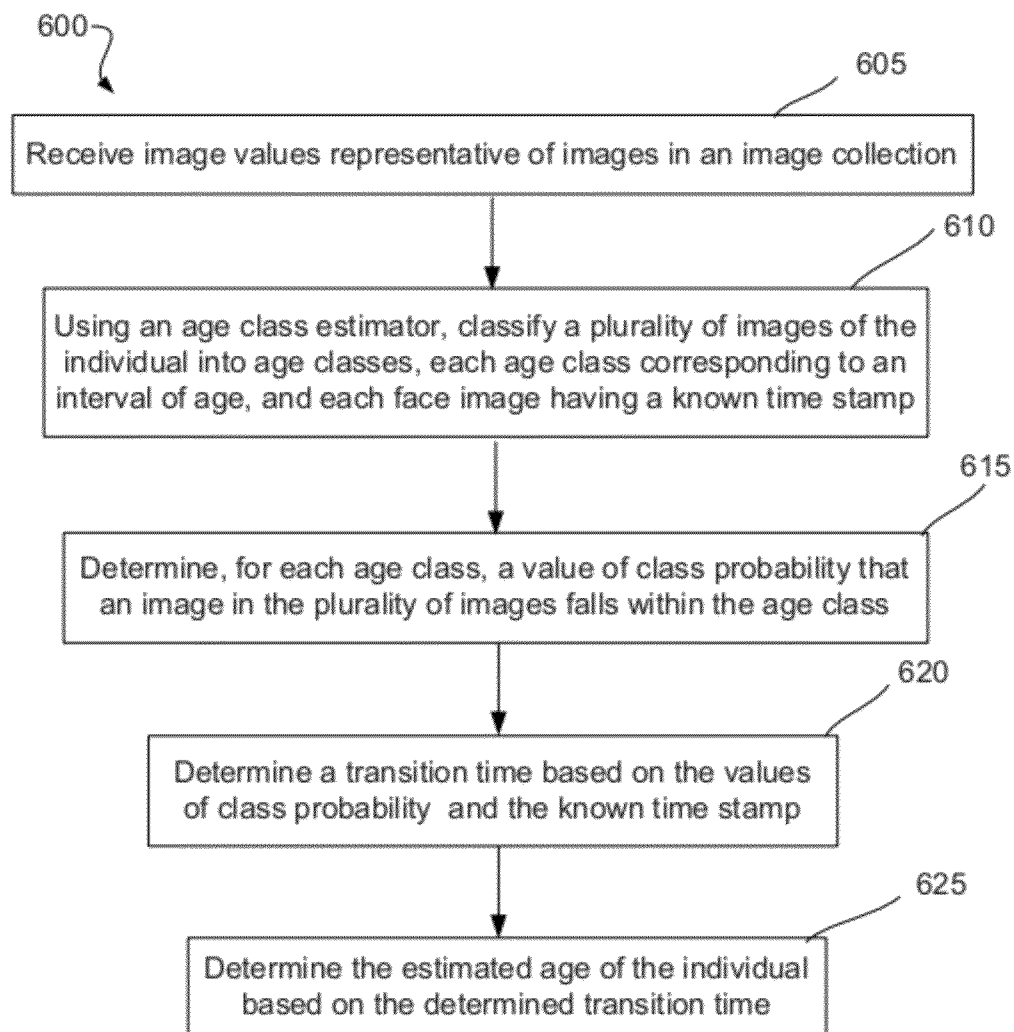 600
605
Receive image values representative of images in an image collection
610
Using an age class estimator, classify a plurality of images of the
individual into age classes, each age class corresponding to an
interval of age, and each face image having a known time stamp
615
Determine, for each age class, a value of class probability that
an image in the plurality of images falls within the age class
620
Determine a transition time based on the values
of class probability and the known time stamp
625
Determine the estimated age of the individual
based on the determined transition time